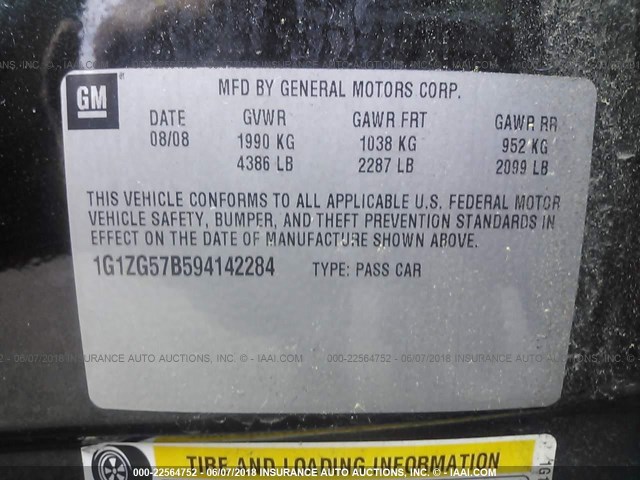 GM
MFD BY GENERAL MOTORS CORP.
DATE GVWR GAWR FRT GAWR RR
08/08 1990 KG 1038 KG 952 KG
4386 LB 2287 LB 2099 LB
THIS VEHICLE CONFORMS TO ALL APPLICABLE U.S. FEDERAL MOTOR
VEHICLE SAFETY, BUMPER, AND THEFT PREVENTION STANDARDS IN
EFFECT ON THE DATE OF MANUFACTURE SHOWN ABOVE.
1G1ZG57B594142284 TYPE: PASS CAR
06/07/2018 INSURANCE AUTO AUCTIONS, INC. © - IAAI.COM 000-22564752 - 06/07/2018 INSURANCE AUTO AUCTIONS,
TIRE AND LOADING INFORMATION
000-22564752 - 06/07/2018 INSURANCE AUTO AUCTIONS, INC. © - IAAI.COM